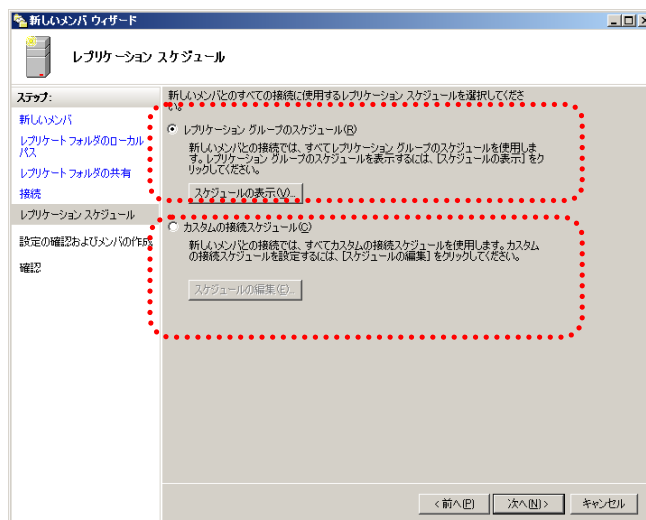 新しいメンバ ウィザード
レプリケーション スケジュール
ステップ:
新しいメンバ
レプリケート フォルダのローカル
パス
レプリケート フォルダの共有
接続
レプリケーション スケジュール
設定の確認およびメンバの作成
確認
新しいメンバとのすべての接続に使用するレプリケーション スケジュールを選択してくださ
い。
レプリケーション グループのスケジュール(R)
新しいメンバとの接続では、すべてレプリケーション グループのスケジュールを使用しま
す。レプリケーション グループのスケジュールを表示するには、[スケジュールの表示] をク
リックしてください。
スケジュールの表示(V)...
カスタムの接続スケジュール(C)
新しいメンバとの接続では、すべてカスタムの接続スケジュールを使用します。カスタム
の接続スケジュールを設定するには、[スケジュールの編集] をクリックしてください。
スケジュールの編集(E)...
< 前へ(P)
次へ(N) >
キャンセル